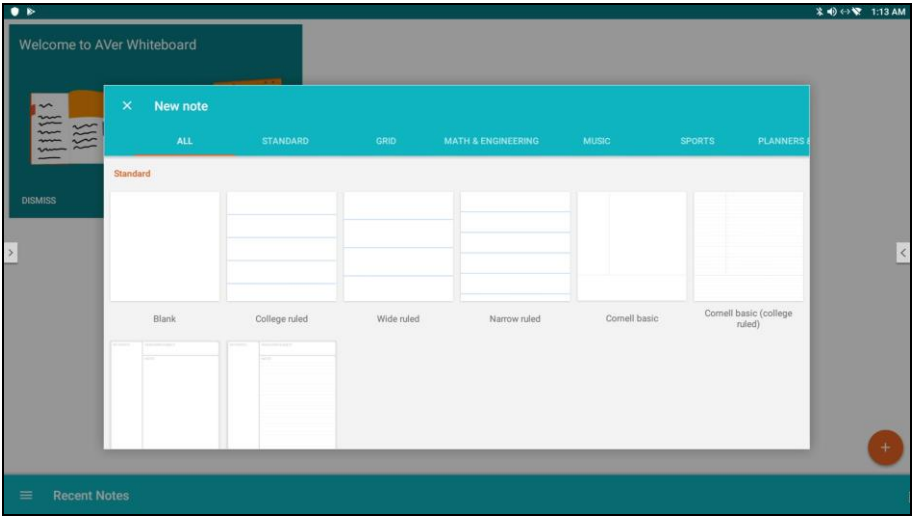 1:13 AM
Welcome to AVer Whiteboard
New note
ALL
STANDARD
GRID
MATH & ENGINEERING
MUSIC
SPORTS
PLANNERS &
Standard
DISMISS
Blank
College ruled
Wide ruled
Narrow ruled
Cornell basic
Cornell basic (college
ruled)
Recent Notes